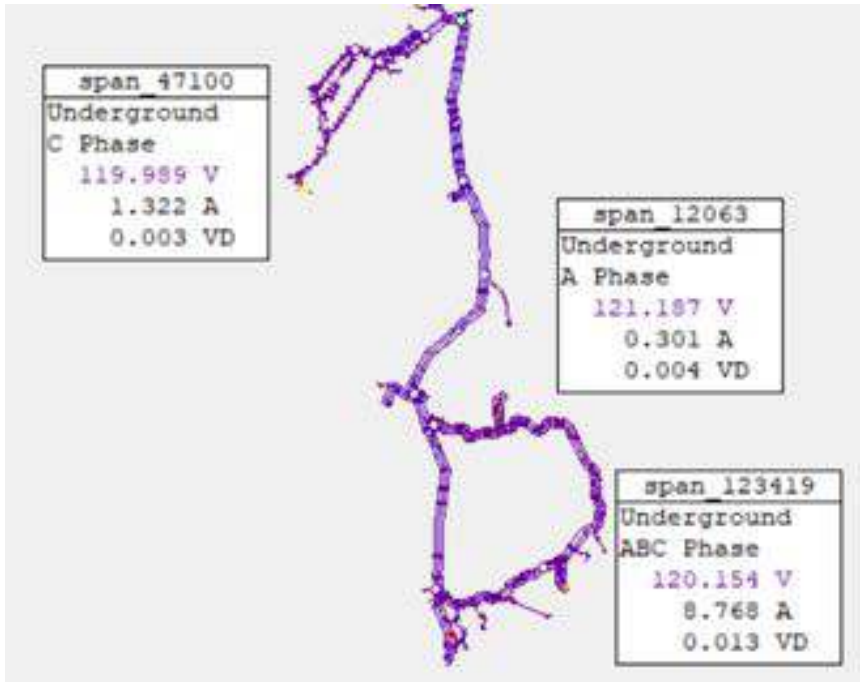 span_47100
Underground
C Phase
119.989 V
1.322 A
0.003 VD
span_12063
Underground
A Phase
121.187 V
0.301 A
0.004 VD
span_123419
Underground
ABC Phase
120.154 V
8.768 A
0.013 VD